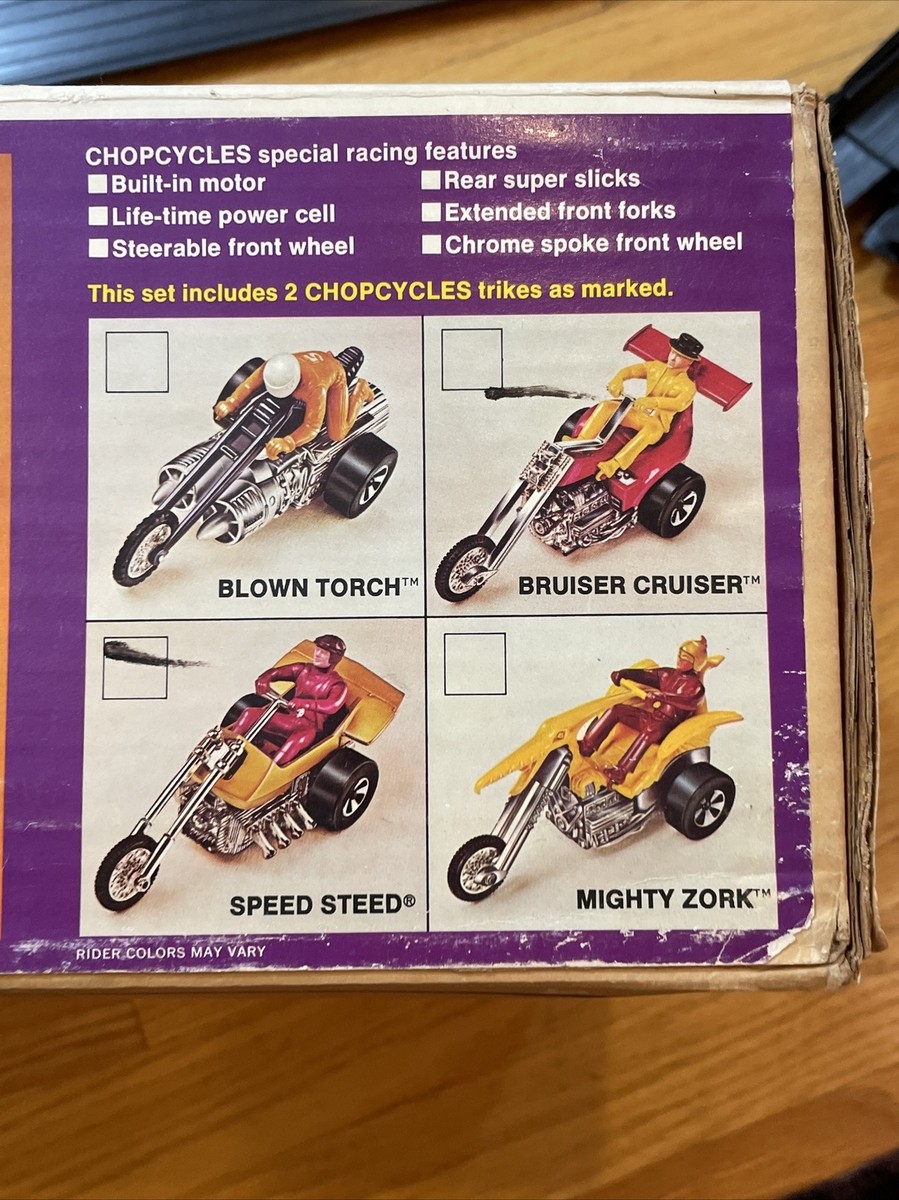 CHOPCYCLES special racing features
Built-in motor
Life-time power cell
Steerable front wheel
Rear super slicks
Extended front forks
Chrome spoke front wheel
This set includes 2 CHOPCYCLES trikes as marked.
BLOWN TORCH™
BRUISER CRUISER™
SPEED STEED®
MIGHTY ZORK™
RIDER COLORS MAY VARY